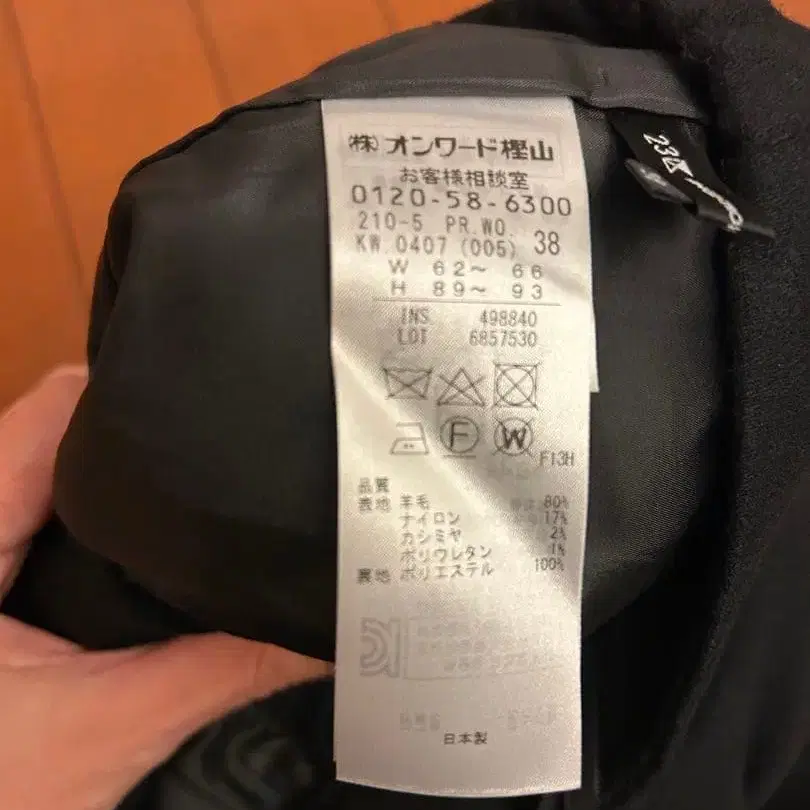 (株)オンワード樫山
お客様相談室
0120-58-6300
210-5 PR.WO.
KW.0407 (005) 38
W 62～ 66
H 89～ 93
INS 498840
LOT 6857530
F
W
F13H
品質
表地 羊毛 80%
ナイロン 17%
カシミヤ 2%
ポリウレタン 1%
裏地 ポリエステル 100%
日本製
23区